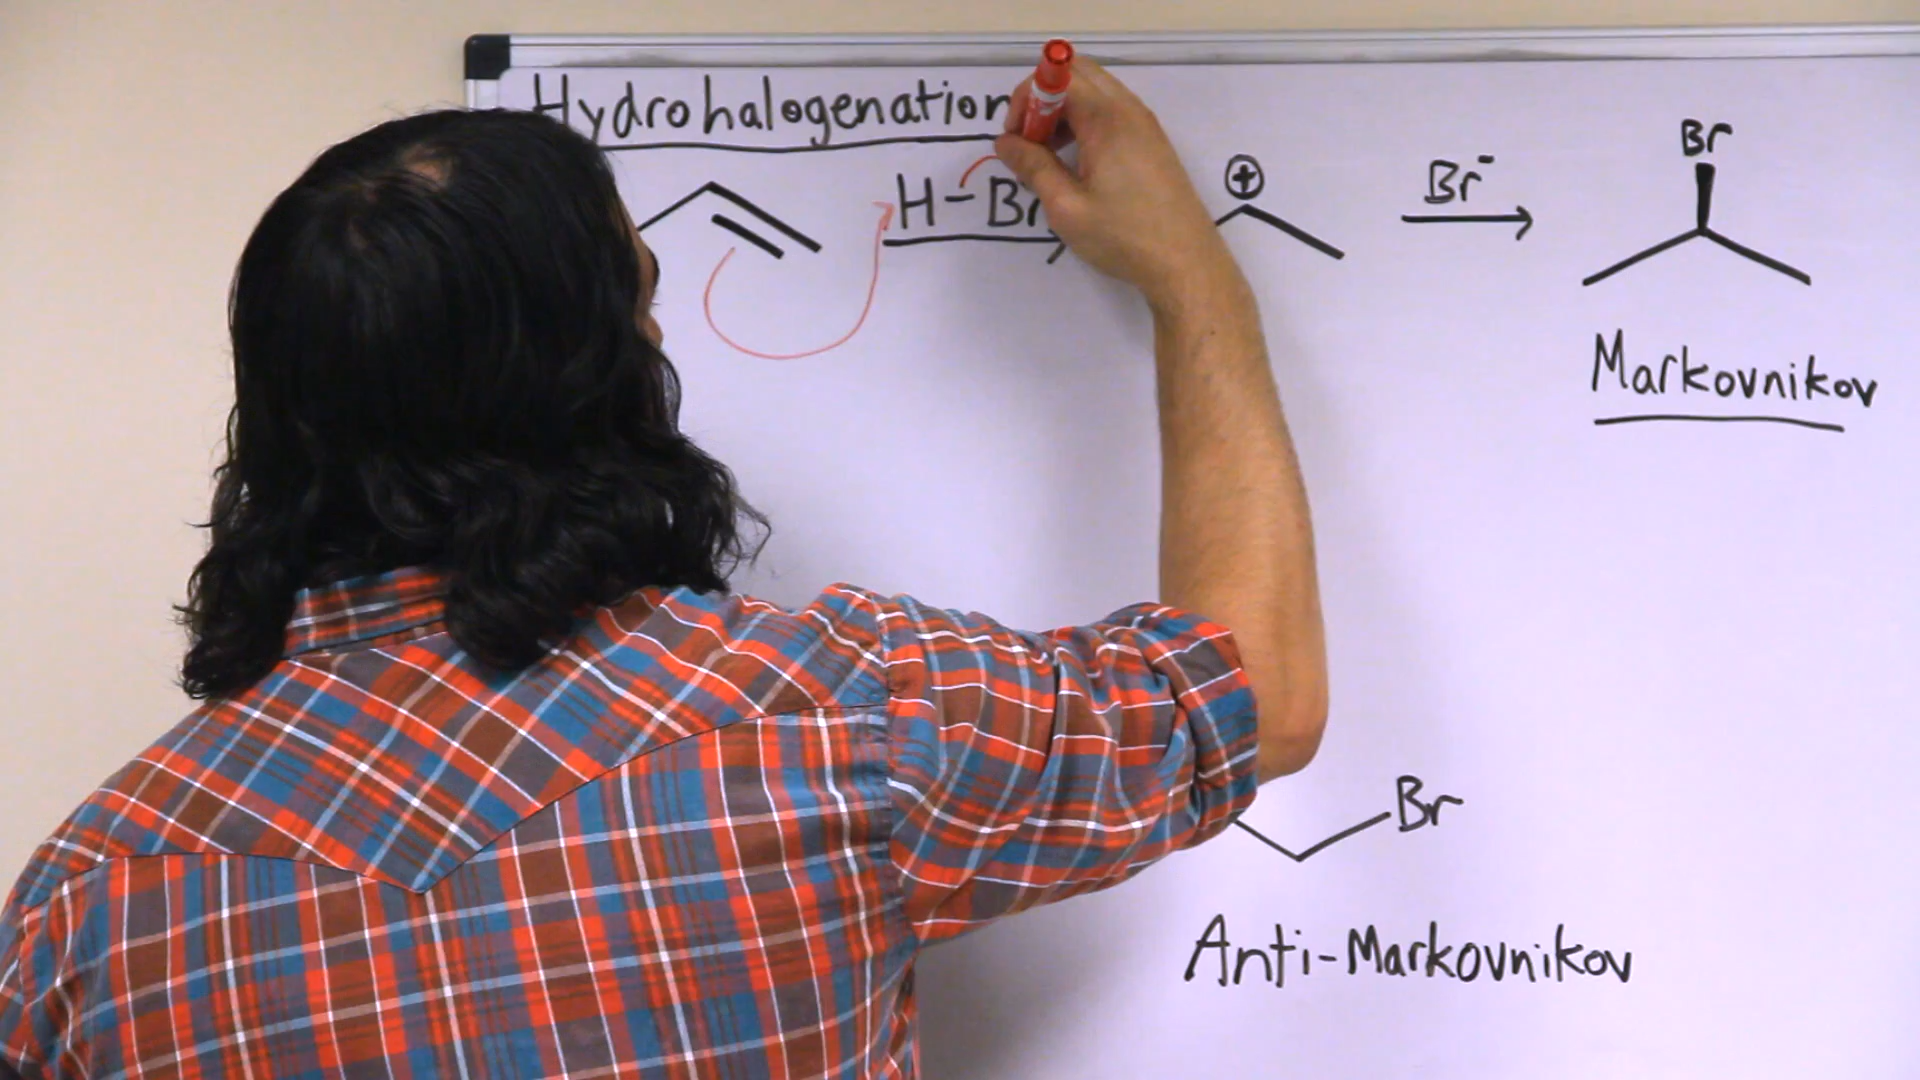 Hydrohalogenation
H-Br
⊕
Br⁻
Br
Markovnikov
Br
Anti-Markovnikov